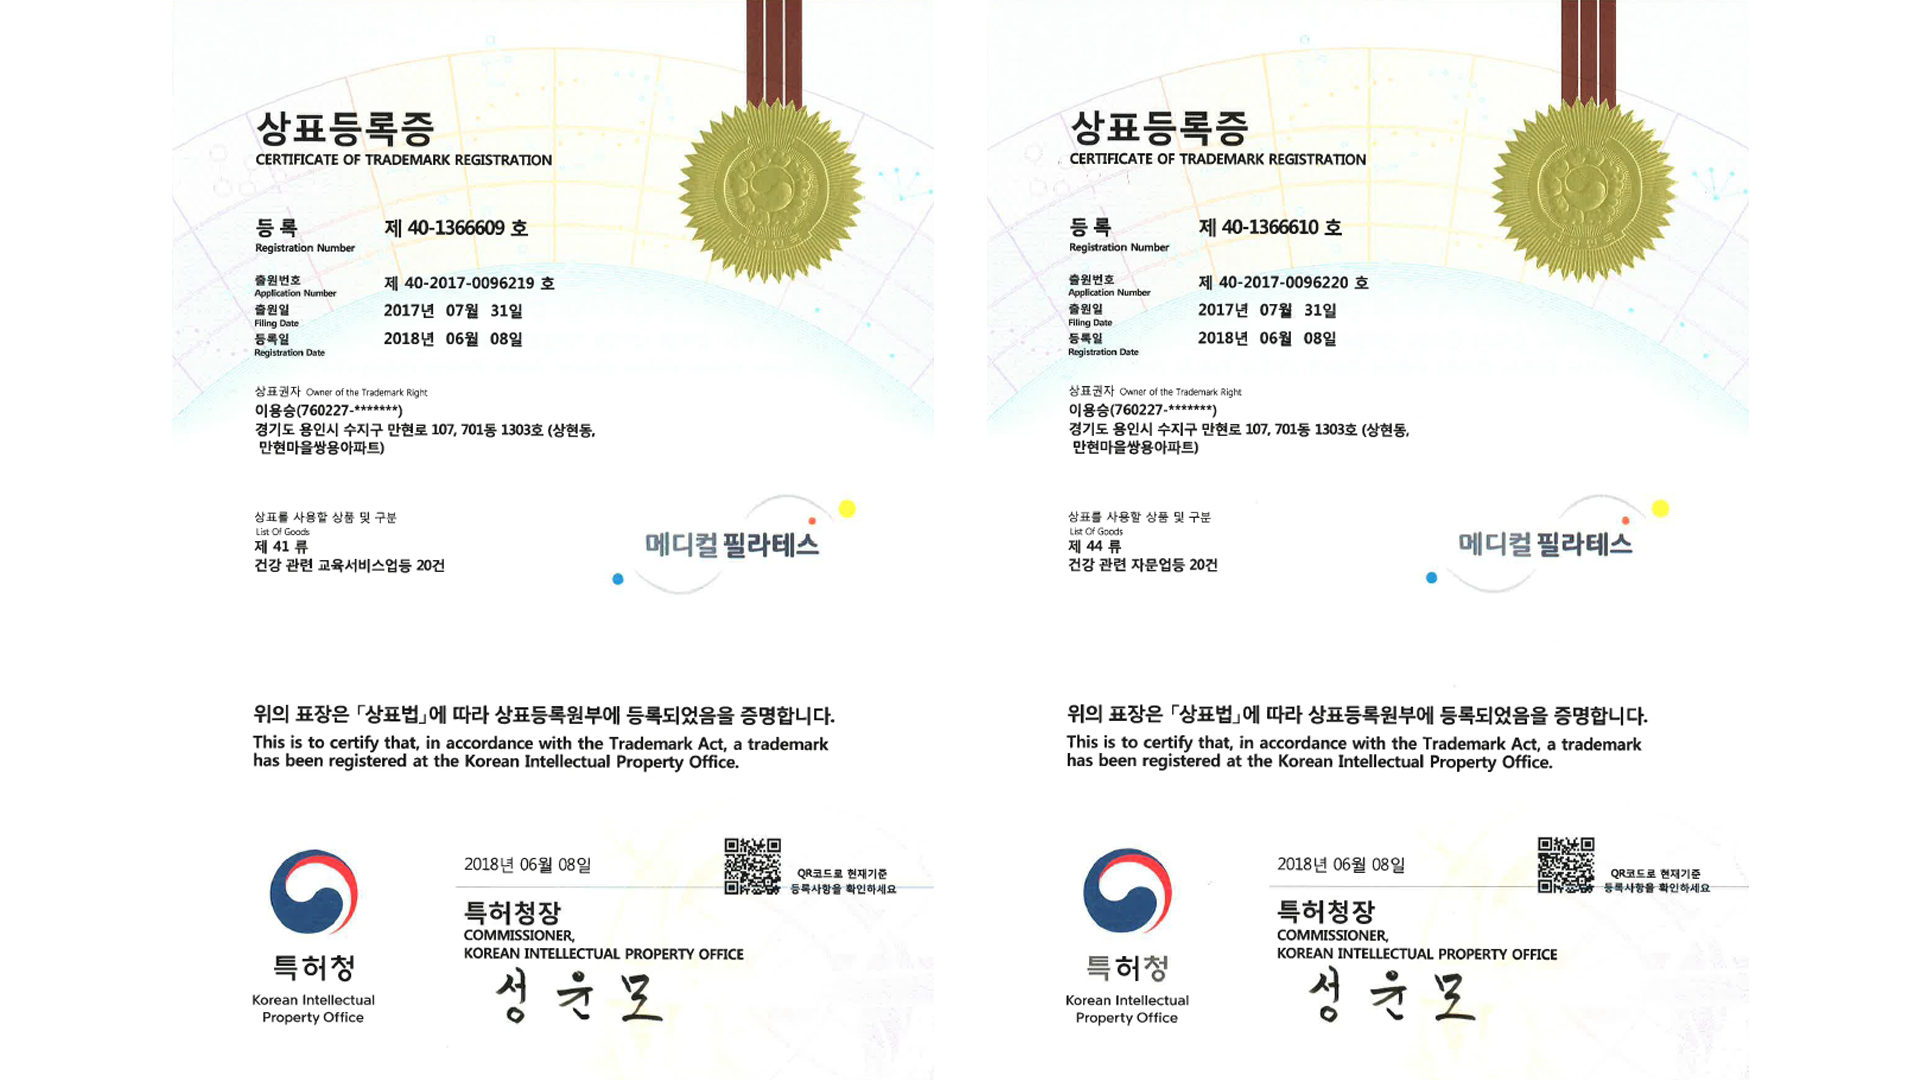 상표등록증
CERTIFICATE OF TRADEMARK REGISTRATION
등 록 제 40-1366609 호
Registration Number
출원번호 제 40-2017-0096219 호
Application Number
출원일 2017년 07월 31일
Filing Date
등록일 2018년 06월 08일
Registration Date
상표권자 Owner of the Trademark Right
이용승(760227-*******)
경기도 용인시 수지구 만현로 107, 701동 1303호 (상현동,
만현마을쌍용아파트)
상표를 사용할 상품 및 구분
List Of Goods
제 41 류
건강 관련 교육서비스업등 20건
메디컬 필라테스
위의 표장은 「상표법」에 따라 상표등록원부에 등록되었음을 증명합니다.
This is to certify that, in accordance with the Trademark Act, a trademark
has been registered at the Korean Intellectual Property Office.
2018년 06월 08일
QR코드로 현재기준
등록사항을 확인하세요
특허청장
COMMISSIONER,
KOREAN INTELLECTUAL PROPERTY OFFICE
성윤모
특허청
Korean Intellectual
Property Office
상표등록증
CERTIFICATE OF TRADEMARK REGISTRATION
등 록 제 40-1366610 호
Registration Number
출원번호 제 40-2017-0096220 호
Application Number
출원일 2017년 07월 31일
Filing Date
등록일 2018년 06월 08일
Registration Date
상표권자 Owner of the Trademark Right
이용승(760227-*******)
경기도 용인시 수지구 만현로 107, 701동 1303호 (상현동,
만현마을쌍용아파트)
상표를 사용할 상품 및 구분
List Of Goods
제 44 류
건강 관련 자문업등 20건
메디컬 필라테스
위의 표장은 「상표법」에 따라 상표등록원부에 등록되었음을 증명합니다.
This is to certify that, in accordance with the Trademark Act, a trademark
has been registered at the Korean Intellectual Property Office.
2018년 06월 08일
QR코드로 현재기준
등록사항을 확인하세요
특허청장
COMMISSIONER,
KOREAN INTELLECTUAL PROPERTY OFFICE
성윤모
특허청
Korean Intellectual
Property Office